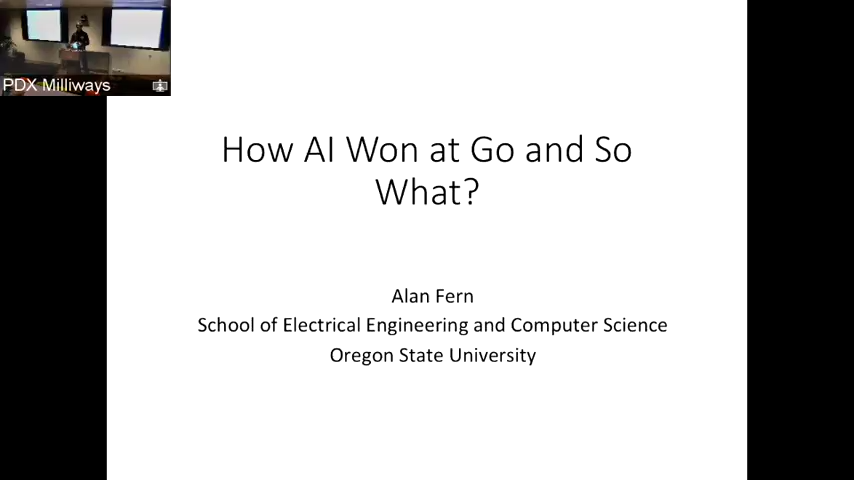 PDX Milliways
How AI Won at Go and So
What?
Alan Fern
School of Electrical Engineering and Computer Science
Oregon State University